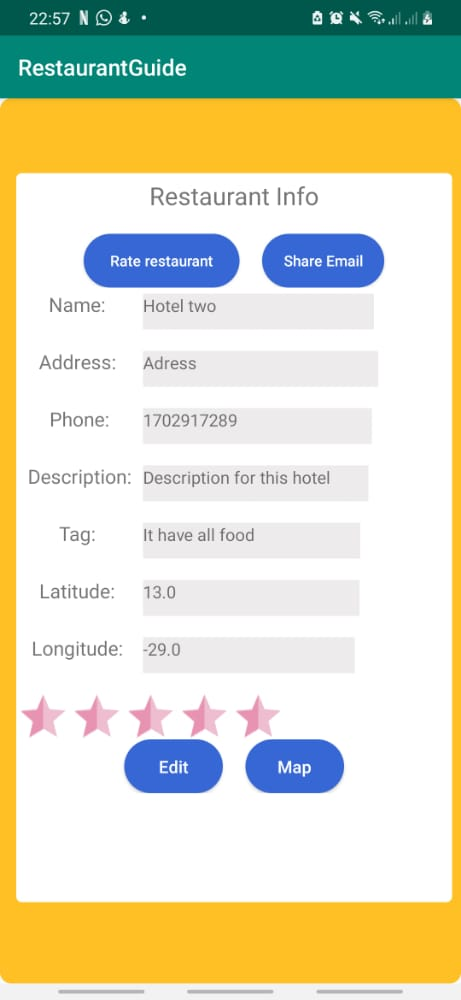 22:57 N
RestaurantGuide
Restaurant Info
Rate restaurant Share Email
Name: Hotel two
Address: Adress
Phone: 1702917289
Description: Description for this hotel
Tag: It have all food
Latitude: 13.0
Longitude: -29.0
Edit Map